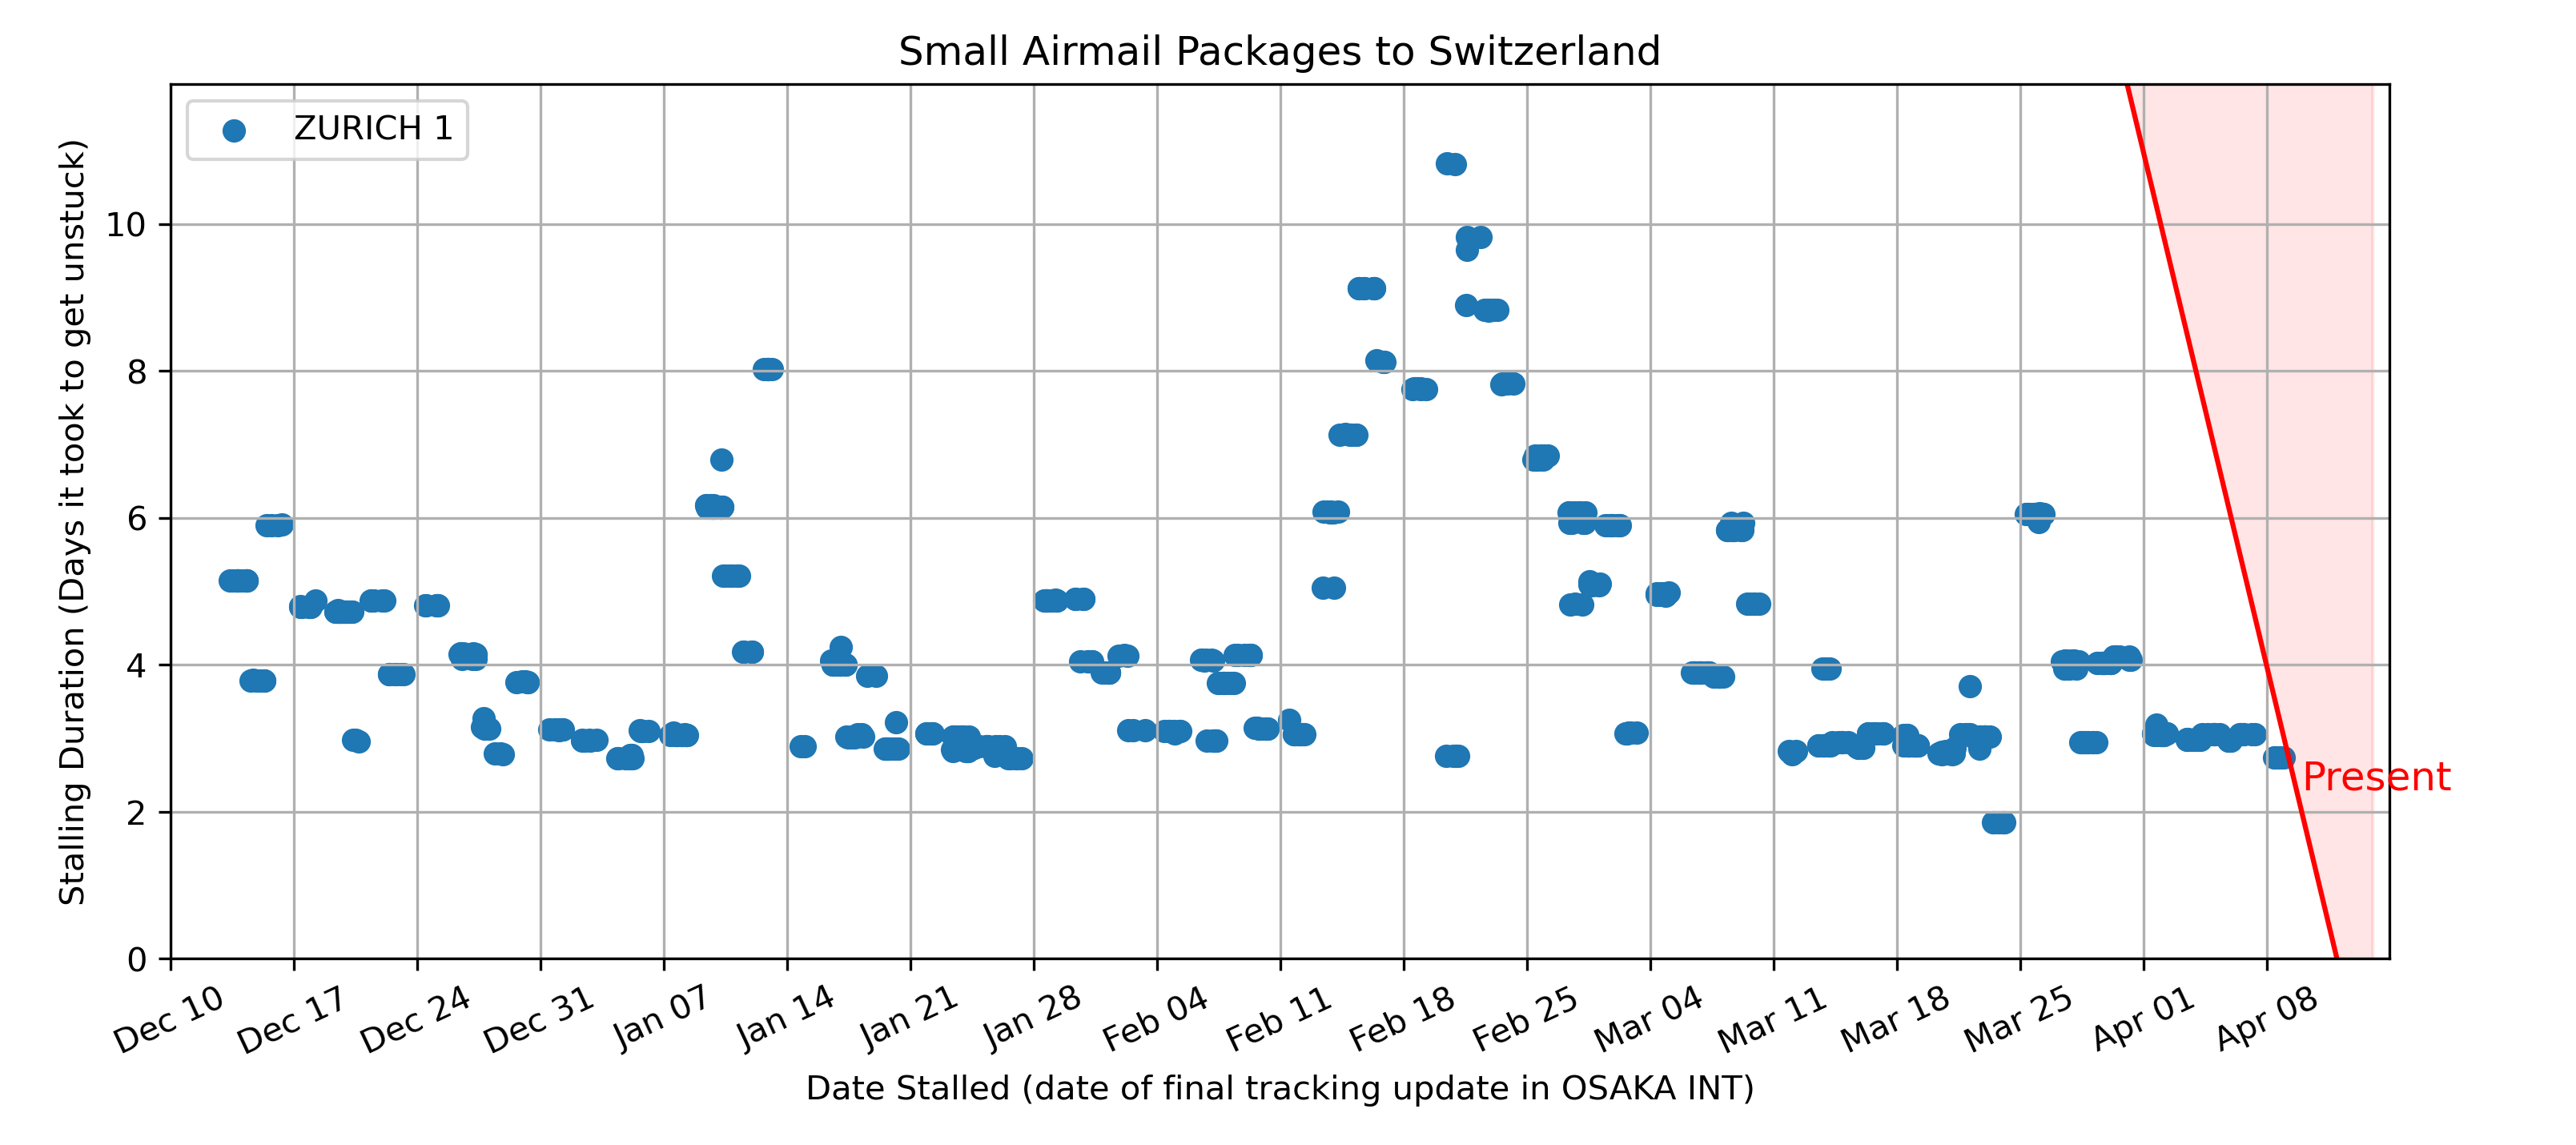 Small Airmail Packages to Switzerland
ZURICH 1
Stalling Duration (Days it took to get unstuck)
10
8
6
4
2
0
Present
Dec 10 Dec 17 Dec 24 Dec 31 Jan 07 Jan 14 Jan 21 Jan 28 Feb 04 Feb 11 Feb 18 Feb 25 Mar 04 Mar 11 Mar 18 Mar 25 Apr 01 Apr 08
Date Stalled (date of final tracking update in OSAKA INT)